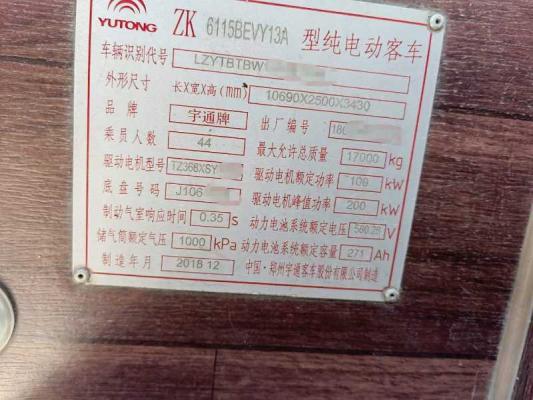 YUTONG ZK 6115BEVY13A 型纯电动客车
车辆识别代号 LZYTBTBW
外形尺寸 长X宽X高(mm) 10690X2500X3430
品牌 宇通牌 出厂编号 180
乘员人数 44 最大允许总质量 17000 kg
驱动电机型号 TZ368XSY 驱动电机额定功率 100 kW
底盘号码 J106 驱动电机峰值功率 200 kW
制动气室响应时间 0.35 s 动力电池系统额定电压 580.28 V
储气筒额定气压 1000 kPa 动力电池系统额定容量 271 Ah
制造年月 2018 12 中国·郑州宇通客车股份有限公司制造